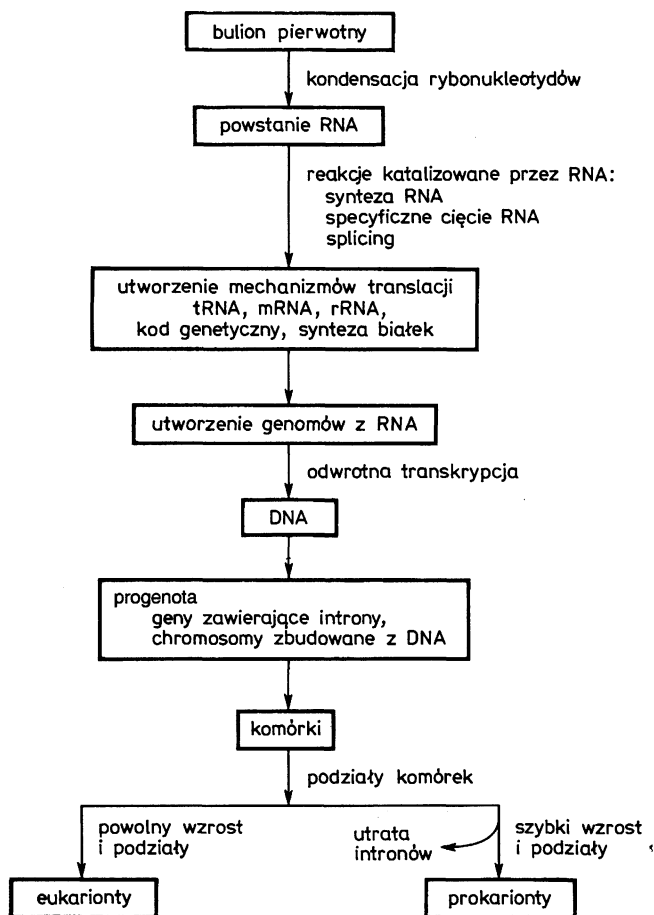 bulion pierwotny
kondensacja rybonukleotydów
powstanie RNA
reakcje katalizowane przez RNA:
synteza RNA
specyficzne cięcie RNA
splicing
utworzenie mechanizmów translacji
tRNA, mRNA, rRNA,
kod genetyczny, synteza białek
utworzenie genomów z RNA
odwrotna transkrypcja
DNA
progenota
geny zawierające introny,
chromosomy zbudowane z DNA
komórki
podziały komórek
powolny wzrost
i podziały
utrata
intronów
szybki wzrost
i podziały
eukarionty
prokarionty